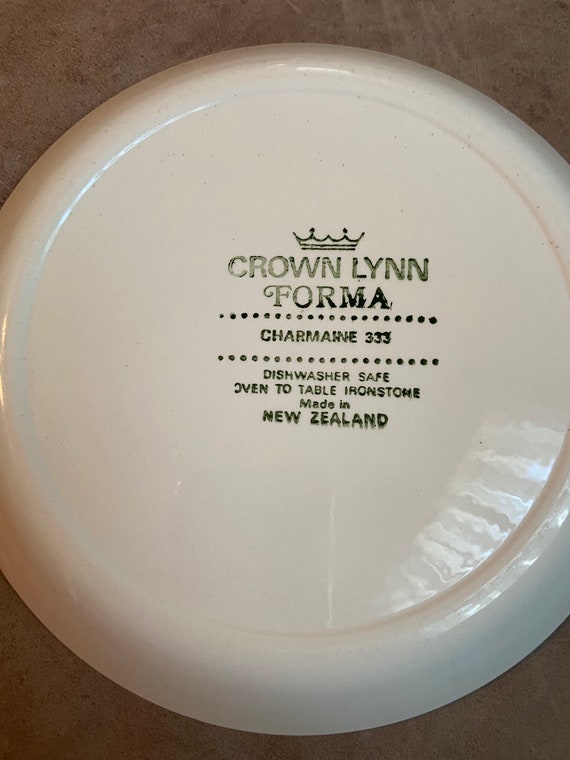 CROWN LYNN
FORMA
CHARMAINE 333
DISHWASHER SAFE
OVEN TO TABLE IRONSTONE
Made in
NEW ZEALAND